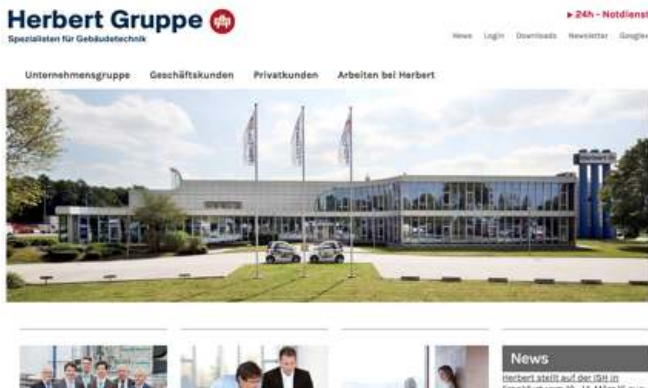 Herbert Gruppe
Spezialisten für Gebäudetechnik
▸ 24h - Notdienst
News Login Downloads Newsletter Google+
Unternehmensgruppe Geschäftskunden Privatkunden Arbeiten bei Herbert
News
Herbert stellt auf der ISH in